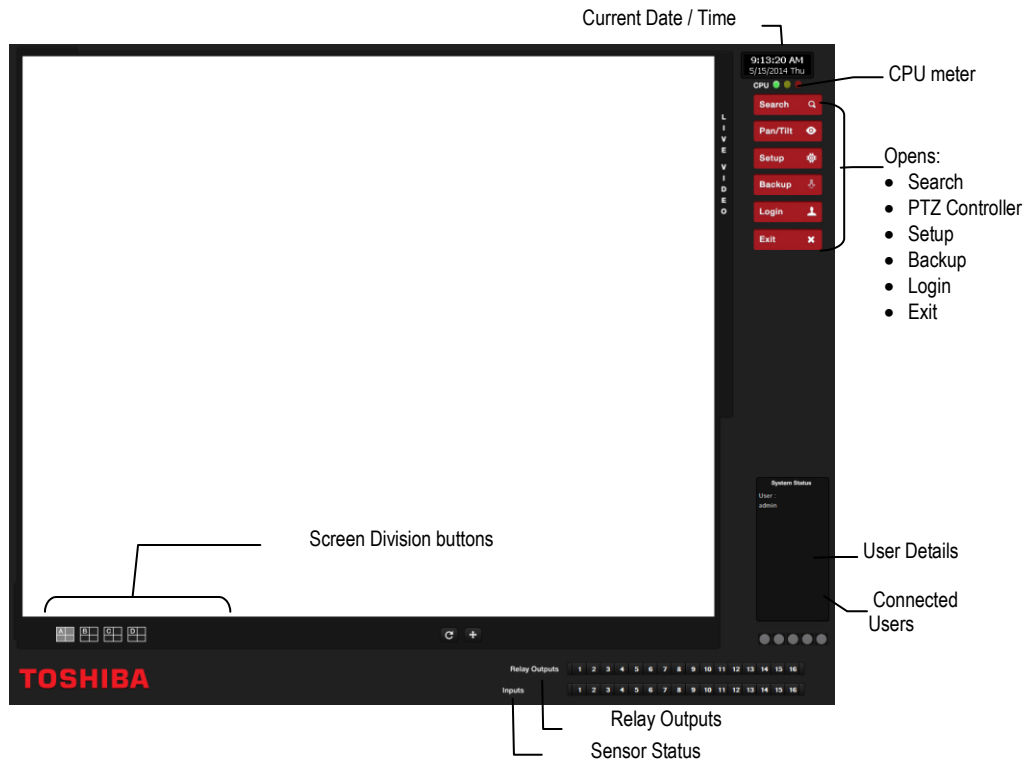 Current Date / Time
9:13:20 AM
5/15/2014 Thu
CPU
CPU meter
Search
Pan/Tilt
Setup
Backup
Login
Exit
LIVE VIDEO
Opens:
• Search
• PTZ Controller
• Setup
• Backup
• Login
• Exit
System Status
User :
admin
Screen Division buttons
User Details
Connected
Users
A B C D
TOSHIBA
Relay Outputs 1 2 3 4 5 6 7 8 9 10 11 12 13 14 15 16
Inputs 1 2 3 4 5 6 7 8 9 10 11 12 13 14 15 16
Relay Outputs
Sensor Status